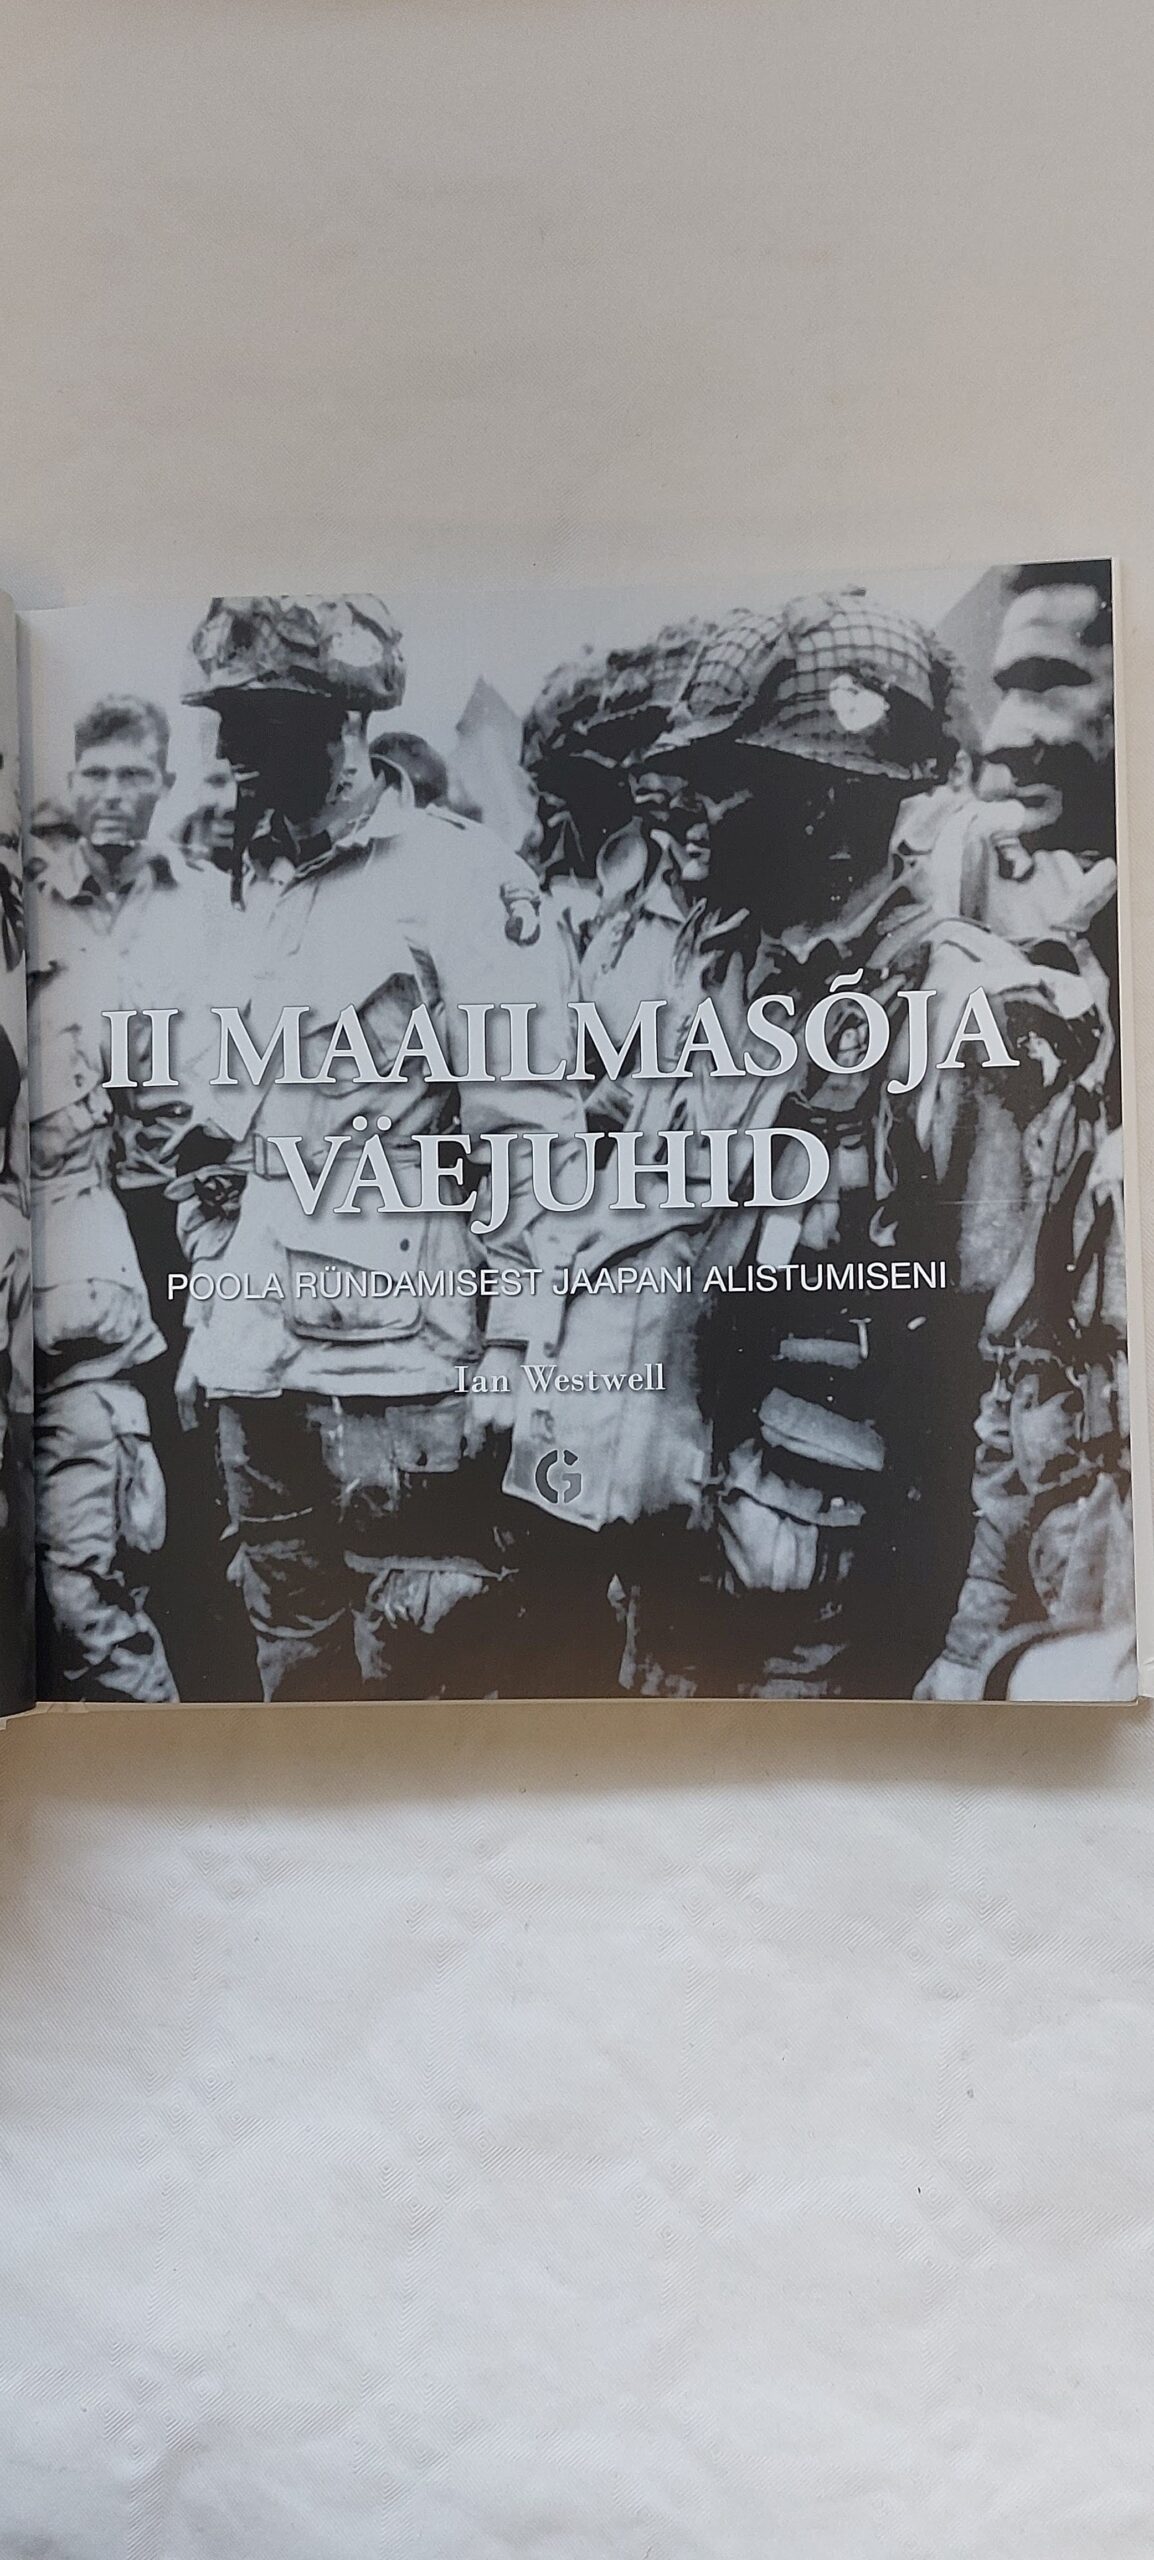 II MAAILMASÕJA
VÄEJUHID
POOLA RÜNDAMISEST JAAPANI ALISTUMISENI
Ian Westwell
G